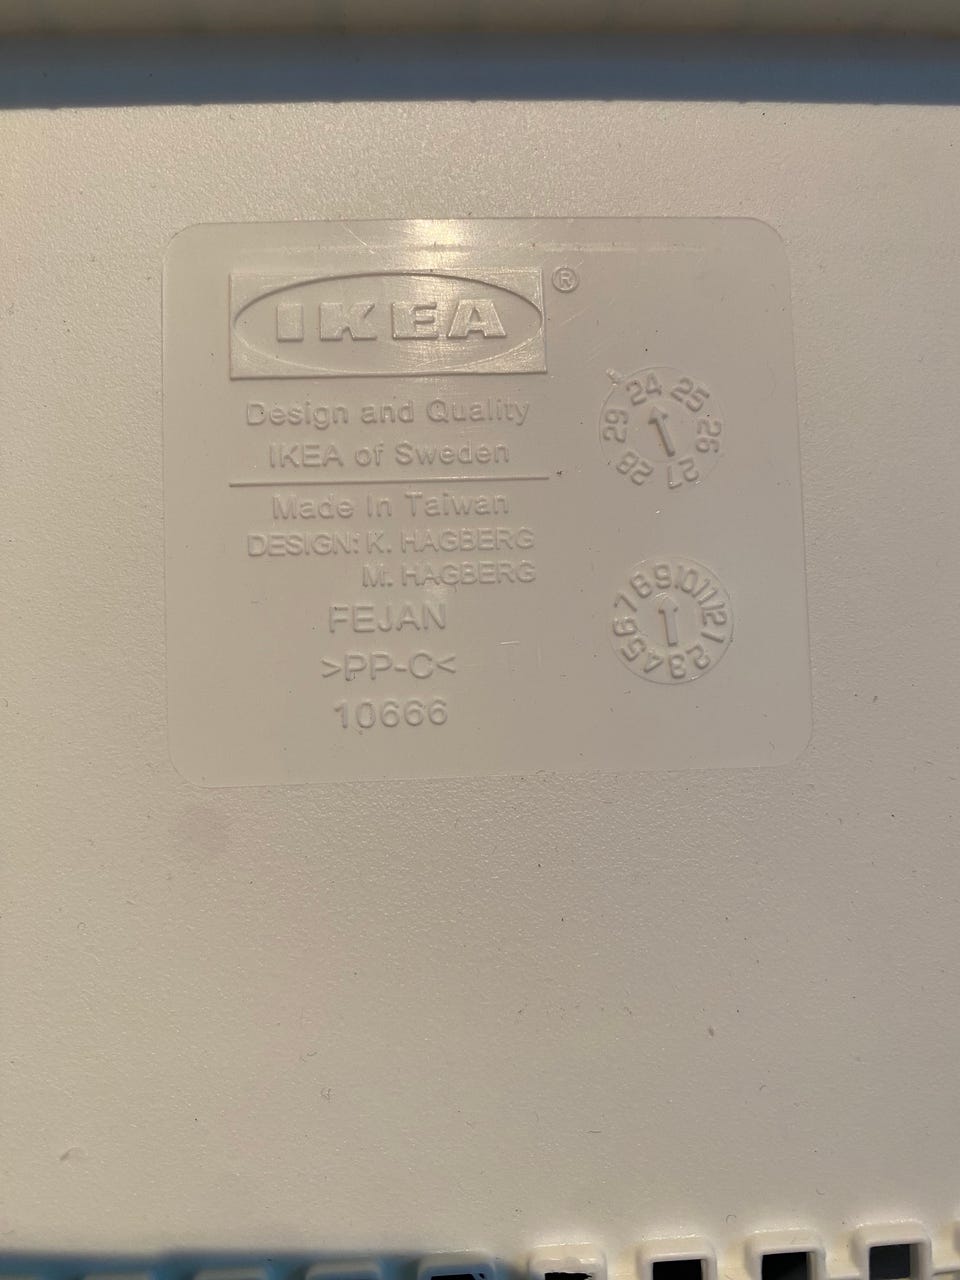 IKEA®
Design and Quality
IKEA of Sweden
Made In Taiwan
DESIGN: K. HAGBERG
M. HAGBERG
FEJAN
>PP-C<
10666
24 25 26 27 28 29
1 2 3 4 5 6 7 8 9 10 11 12